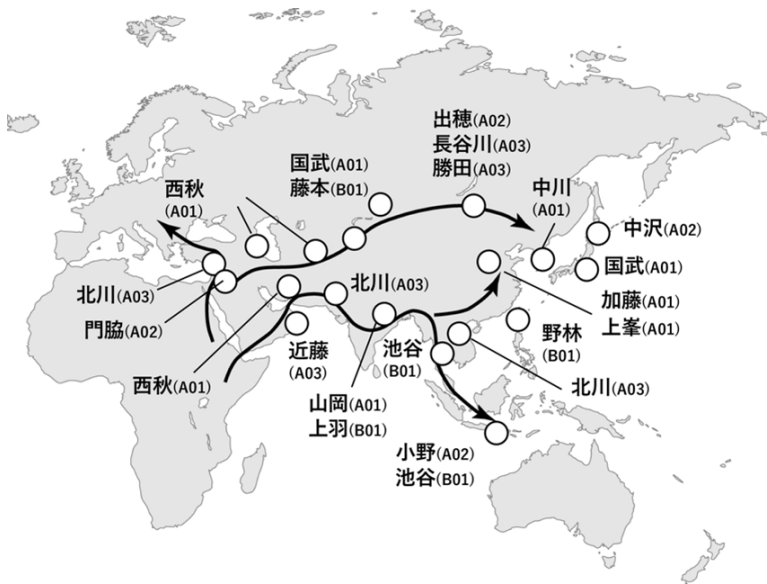 出穂(A02)
長谷川(A03)
勝田(A03)
国武(A01)
藤本(B01)
西秋
(A01)
中川
(A01)
中沢(A02)
国武(A01)
北川(A03)
北川(A03)
加藤(A01)
上峯(A01)
門脇(A02)
野林
(B01)
近藤
(A03)
池谷
(B01)
西秋(A01)
北川(A03)
山岡(A01)
上羽(B01)
小野(A02)
池谷(B01)